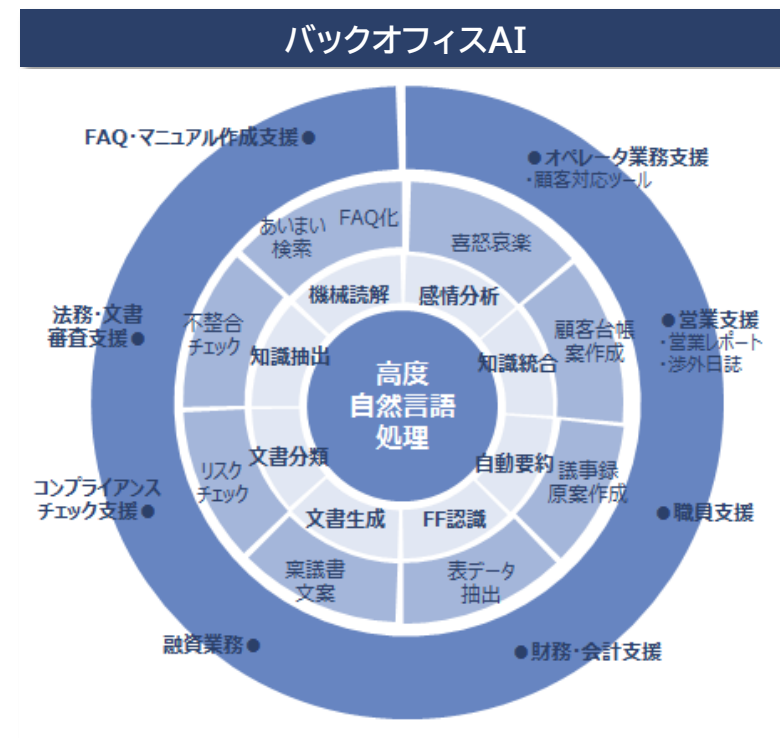 バックオフィスAI
FAQ・マニュアル作成支援●
●オペレータ業務支援
・顧客対応ツール
あいまい
検索
FAQ化
喜怒哀楽
機械読解
感情分析
法務・文書
審査支援●
不整合
チェック
知識抽出
高度
自然言語
処理
知識統合
顧客台帳
案作成
●営業支援
・営業レポート
・渉外日誌
コンプライアンス
チェック支援●
リスク
チェック
文書分類
自動要約
議事録
原案作成
●職員支援
文書生成
FF認識
稟議書
文案
表データ
抽出
融資業務●
●財務・会計支援